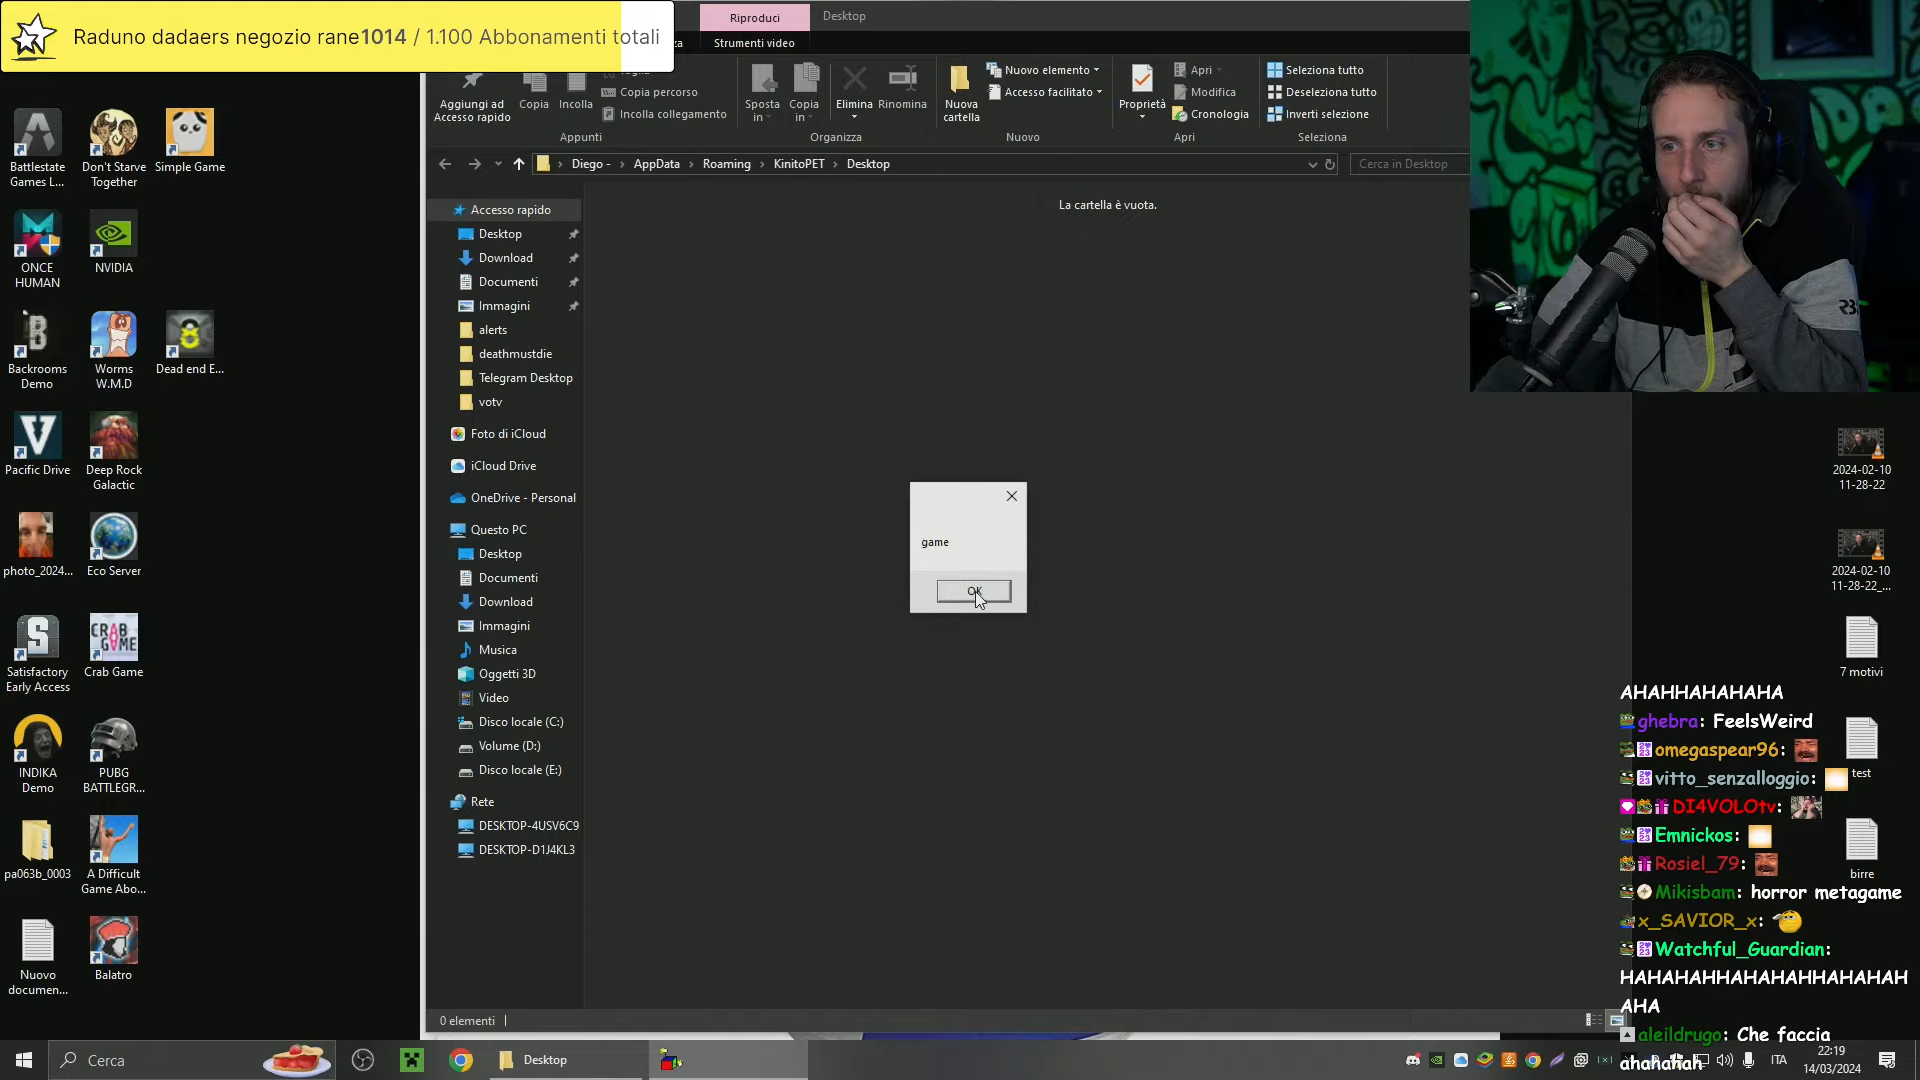 Raduno dadaers negozio rane1014 / 1.100 Abbonamenti totali
Riproduci
Desktop
Strumenti video
Aggiungi ad
Accesso rapido
Copia
Incolla
Copia percorso
Incolla collegamento
Appunti
Sposta
in
Copia
in
Elimina
Rinomina
Organizza
Nuova
cartella
Nuovo elemento
Accesso facilitato
Nuovo
Proprietà
Apri
Modifica
Cronologia
Apri
Seleziona tutto
Deseleziona tutto
Inverti selezione
Seleziona
Diego - > AppData > Roaming > KinitoPET > Desktop
Cerca in Desktop
La cartella è vuota.
Accesso rapido
Desktop
Download
Documenti
Immagini
alerts
deathmustdie
Telegram Desktop
votv
Foto di iCloud
iCloud Drive
OneDrive - Personal
Questo PC
Desktop
Documenti
Download
Immagini
Musica
Oggetti 3D
Video
Disco locale (C:)
Volume (D:)
Disco locale (E:)
Rete
DESKTOP-4USV6C9
DESKTOP-D1J4KL3
0 elementi
game
OK
Battlestate
Games L...
Don't Starve
Together
Simple Game
ONCE
HUMAN
NVIDIA
Backrooms
Demo
Worms
W.M.D
Dead end E...
Pacific Drive
Deep Rock
Galactic
photo_2024...
Eco Server
Satisfactory
Early Access
CRAB
GAME
Crab Game
INDIKA
Demo
PUBG
BATTLEGR...
pa063b_0003
A Difficult
Game Abo...
Nuovo
documen...
Balatro
2024-02-10
11-28-22
2024-02-10
11-28-22_...
7 motivi
test
birre
AHAHHAHAHAHA
ghebra: FeelsWeird
omegaspear96:
vitto_senzalloggio:
DI4VOLOtv:
Emnickos:
Rosiel_79:
Mikisbam: horror metagame
x_SAVIOR_x:
Watchful_Guardian:
HAHAHAHHAHAHAHHAHAHAH
AHA
aleildrugo: Che faccia
ahahahah
Cerca
Desktop
ITA
22:19
14/03/2024